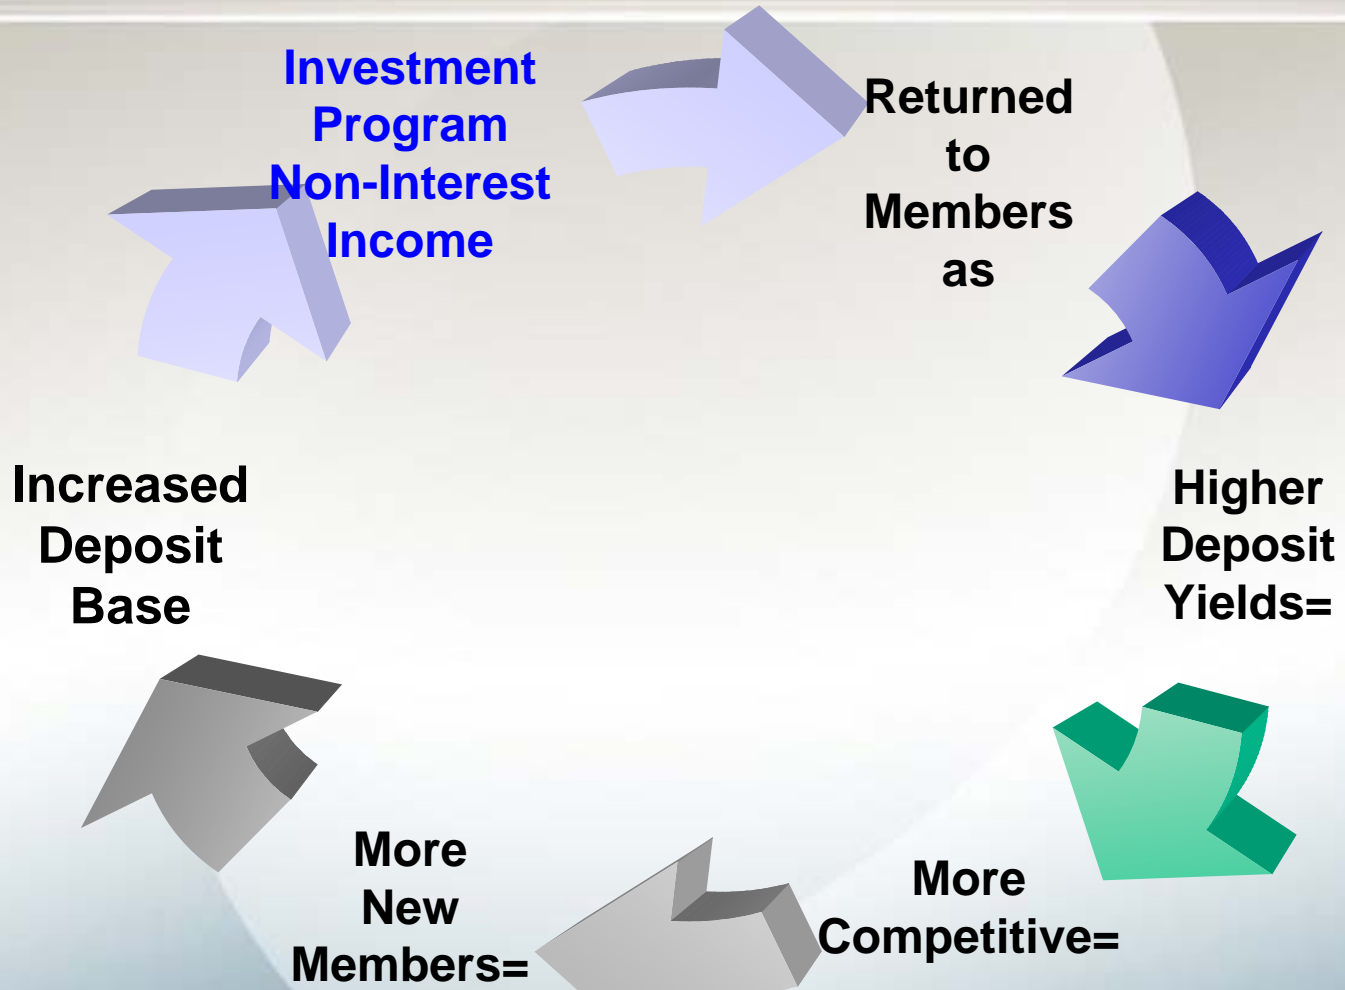 Investment
Program
Non-Interest
Income
Returned
to
Members
as
Higher
Deposit
Yields=
More
Competitive=
More
New
Members=
Increased
Deposit
Base